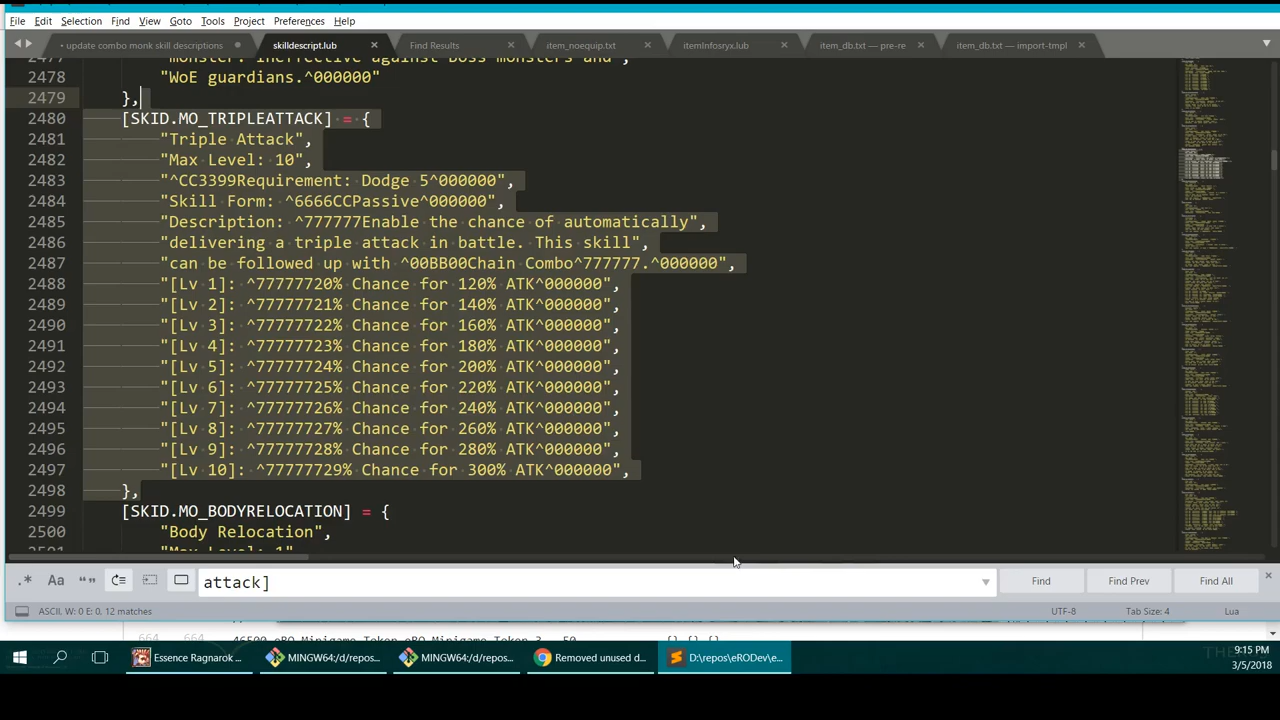 File Edit Selection Find View Goto Tools Project Preferences Help
update combo monk skill descriptions skilldescript.lub Find Results item_noequip.txt itemInfosryx.lub item_db.txt — pre-re item_db.txt — import-tmpl
2477 "monster. Ineffective against Boss monsters and",
2478 "WoE guardians.^000000"
2479 },
2480 [SKID.MO_TRIPLEATTACK] = {
2481 "Triple Attack",
2482 "Max Level: 10",
2483 "^CC3399Requirement: Dodge 5^000000",
2484 "Skill Form: ^6666CCPassive^000000",
2485 "Description: ^777777Enable the chance of automatically",
2486 "delivering a triple attack in battle. This skill",
2487 "can be followed up with ^00BB00Chain Combo^777777.^000000",
2488 "[Lv 1]: ^77777720% Chance for 120% ATK^000000",
2489 "[Lv 2]: ^77777721% Chance for 140% ATK^000000",
2490 "[Lv 3]: ^77777722% Chance for 160% ATK^000000",
2491 "[Lv 4]: ^77777723% Chance for 180% ATK^000000",
2492 "[Lv 5]: ^77777724% Chance for 200% ATK^000000",
2493 "[Lv 6]: ^77777725% Chance for 220% ATK^000000",
2494 "[Lv 7]: ^77777726% Chance for 240% ATK^000000",
2495 "[Lv 8]: ^77777727% Chance for 260% ATK^000000",
2496 "[Lv 9]: ^77777728% Chance for 280% ATK^000000",
2497 "[Lv 10]: ^77777729% Chance for 300% ATK^000000",
2498 },
2499 [SKID.MO_BODYRELOCATION] = {
2500 "Body Relocation",
2501 "Max Level: 1"
.* Aa attack] Find Find Prev Find All
ASCII, W: 0 E: 0, 12 matches UTF-8 Tab Size: 4 Lua
664 46500 eRO Minigame Token eRO Minigame Token 3 50 {} {} {}
Essence Ragnarok ... MINGW64:/d/repos... MINGW64:/d/repos... Removed unused d... D:\repos\eRODev\e... 9:15 PM
3/5/2018